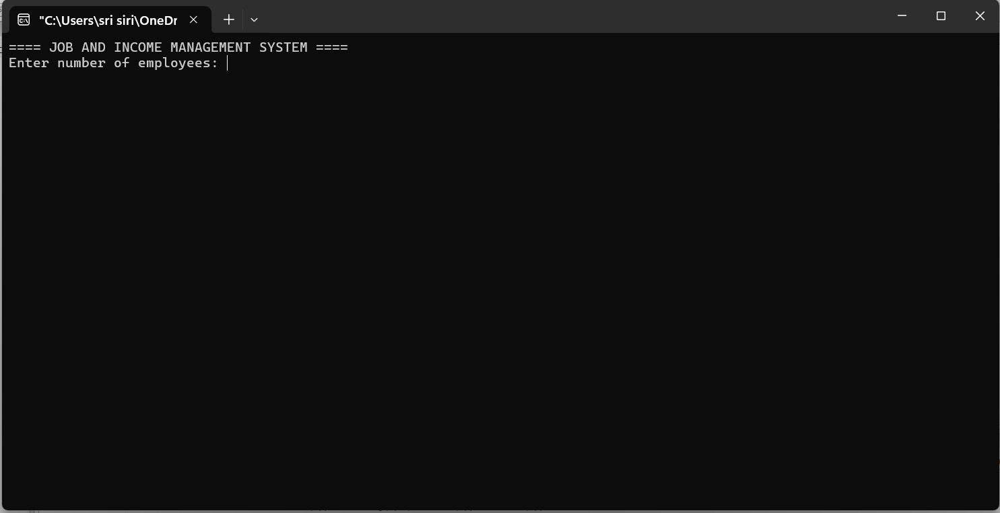 "C:\Users\sri siri\OneDr
==== JOB AND INCOME MANAGEMENT SYSTEM ====
Enter number of employees: